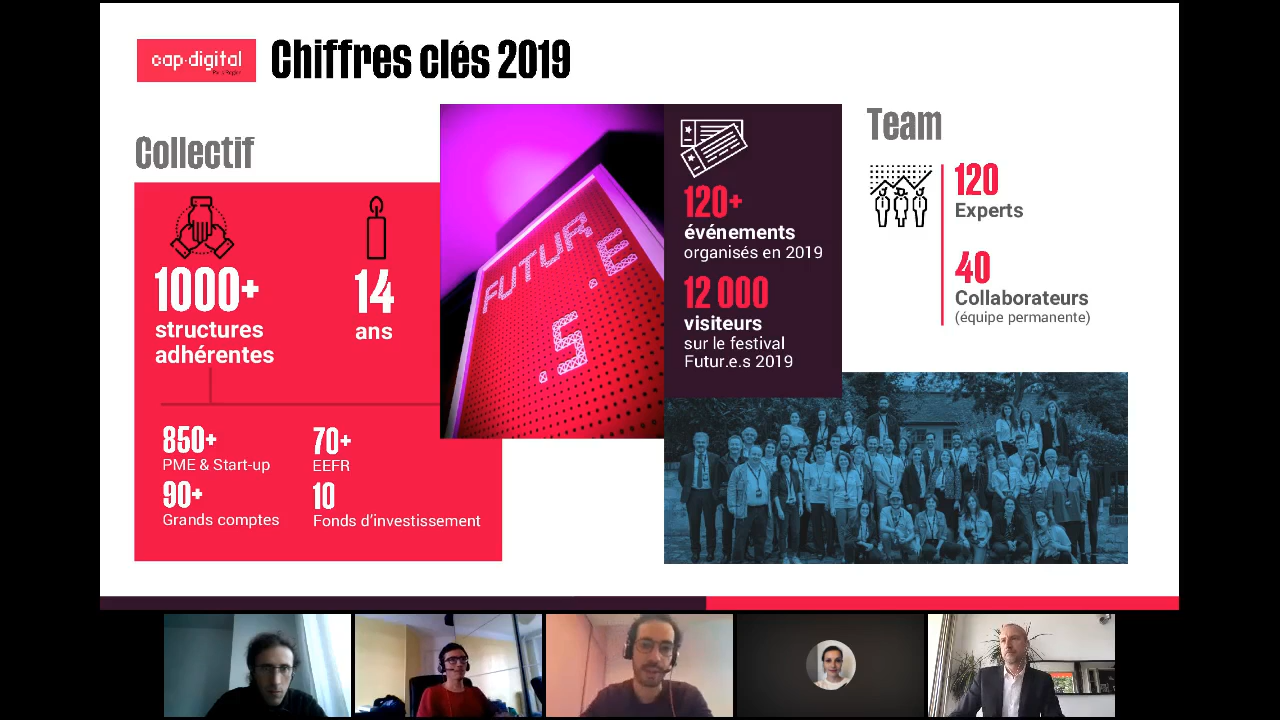 cap·digital
Chiffres clés 2019
Collectif
1000+
structures
adhérentes
14
ans
850+
PME & Start-up
70+
EEFR
90+
Grands comptes
10
Fonds d'investissement
FUTUR
.E
.S
120+
événements
organisés en 2019
12 000
visiteurs
sur le festival
Futur.e.s 2019
Team
120
Experts
40
Collaborateurs
(équipe permanente)